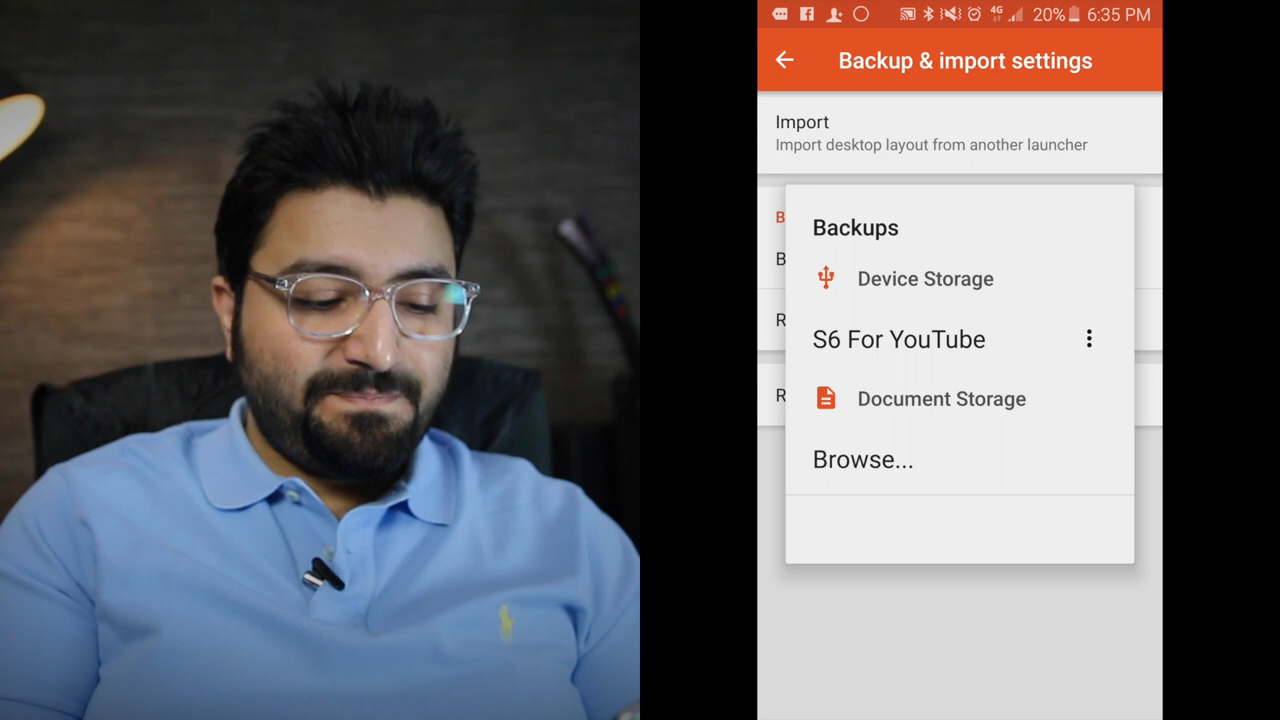 4G
20%
6:35 PM
Backup & import settings
Import
Import desktop layout from another launcher
B
B
R
R
Backups
Device Storage
S6 For YouTube
Document Storage
Browse...